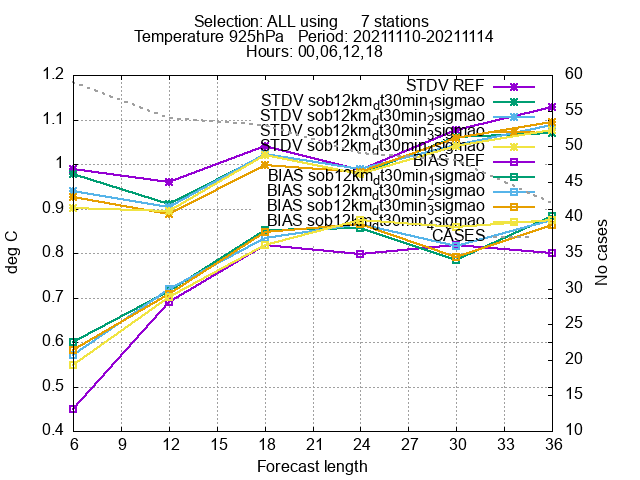 Selection: ALL using     7 stations
Temperature 925hPa   Period: 20211110-20211114
Hours: 00,06,12,18
STDV REF
STDV sob12km_dt30min_1sigmao
STDV sob12km_dt30min_2sigmao
STDV sob12km_dt30min_3sigmao
STDV sob12km_dt30min_4sigmao
BIAS REF
BIAS sob12km_dt30min_1sigmao
BIAS sob12km_dt30min_2sigmao
BIAS sob12km_dt30min_3sigmao
BIAS sob12km_dt30min_4sigmao
CASES
1.2
1.1
1
0.9
0.8
0.7
0.6
0.5
0.4
deg C
60
55
50
45
40
35
30
25
20
15
10
No cases
6 9 12 15 18 21 24 27 30 33 36
Forecast length